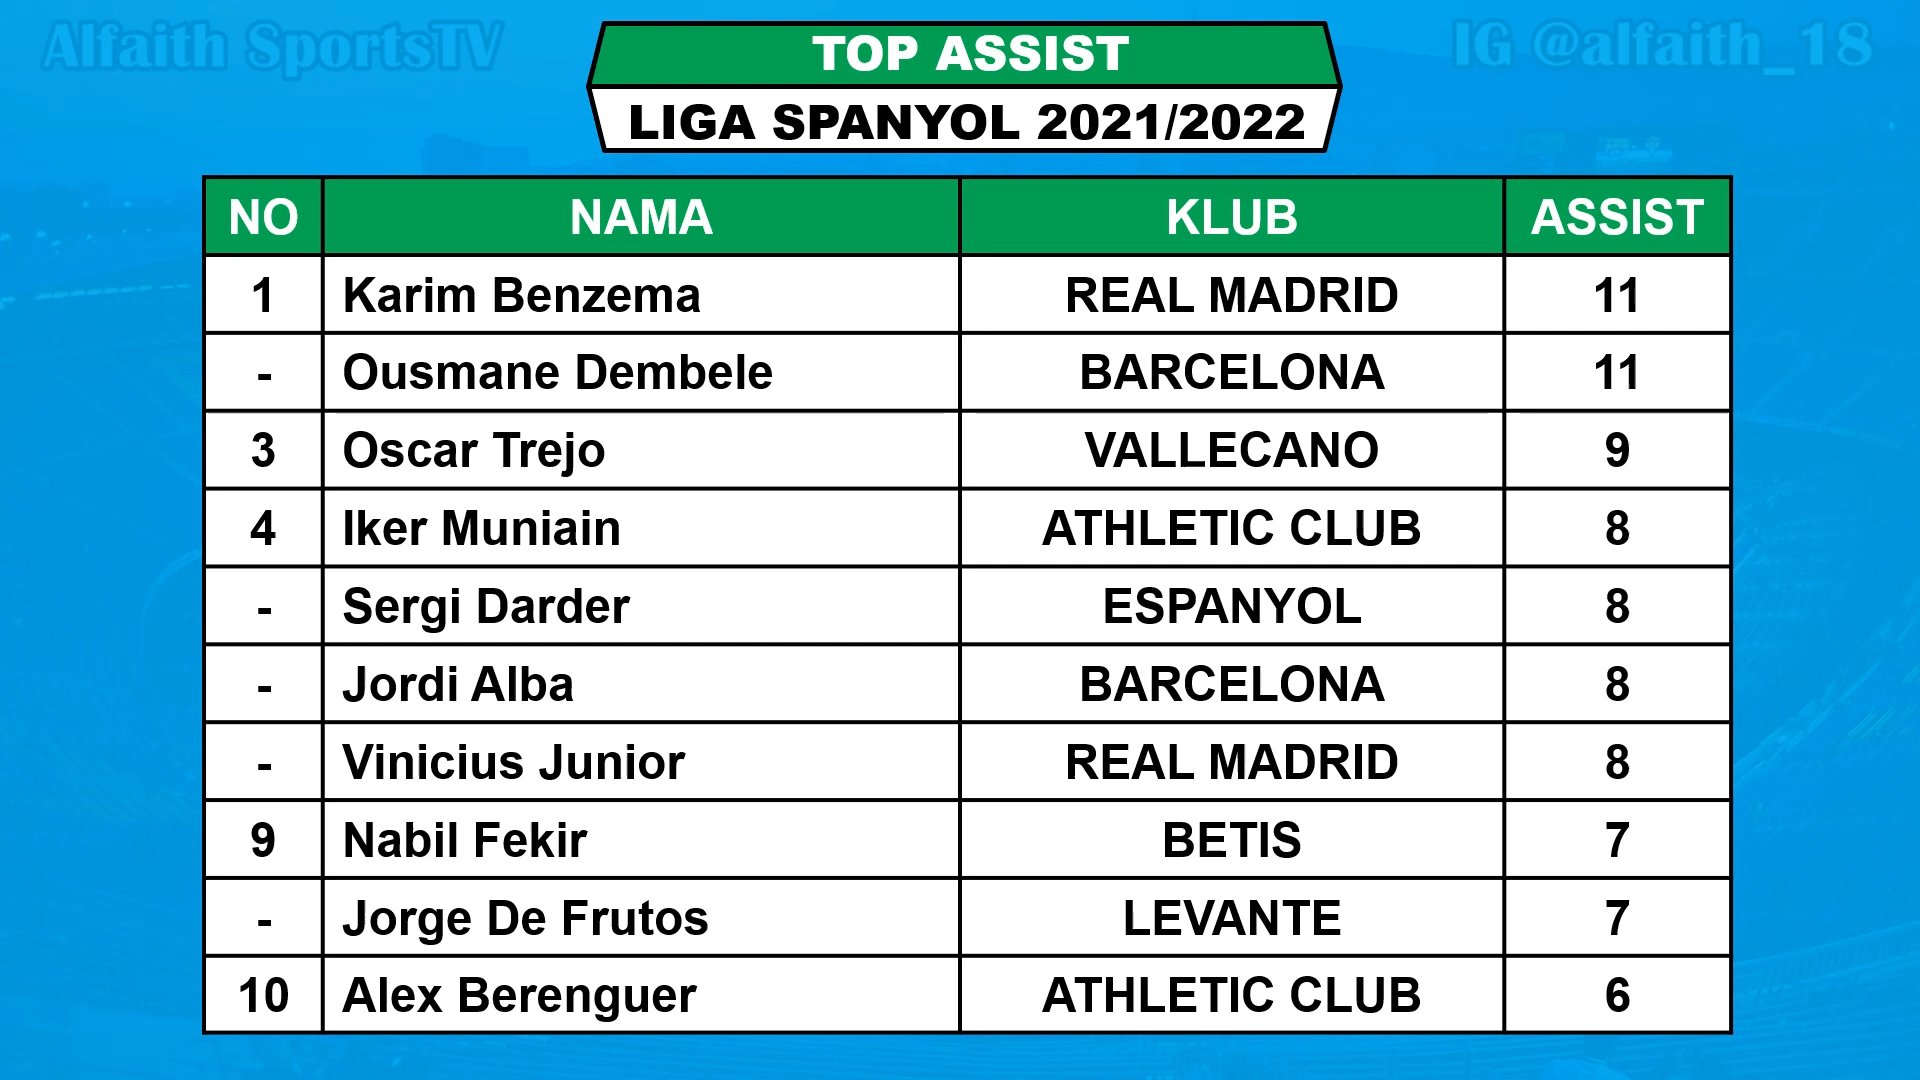 Alfaith SportsTV
IG @alfaith_18
TOP ASSIST
LIGA SPANYOL 2021/2022
NO NAMA KLUB ASSIST
1 Karim Benzema REAL MADRID 11
- Ousmane Dembele BARCELONA 11
3 Oscar Trejo VALLECANO 9
4 Iker Muniain ATHLETIC CLUB 8
- Sergi Darder ESPANYOL 8
- Jordi Alba BARCELONA 8
- Vinicius Junior REAL MADRID 8
9 Nabil Fekir BETIS 7
- Jorge De Frutos LEVANTE 7
10 Alex Berenguer ATHLETIC CLUB 6